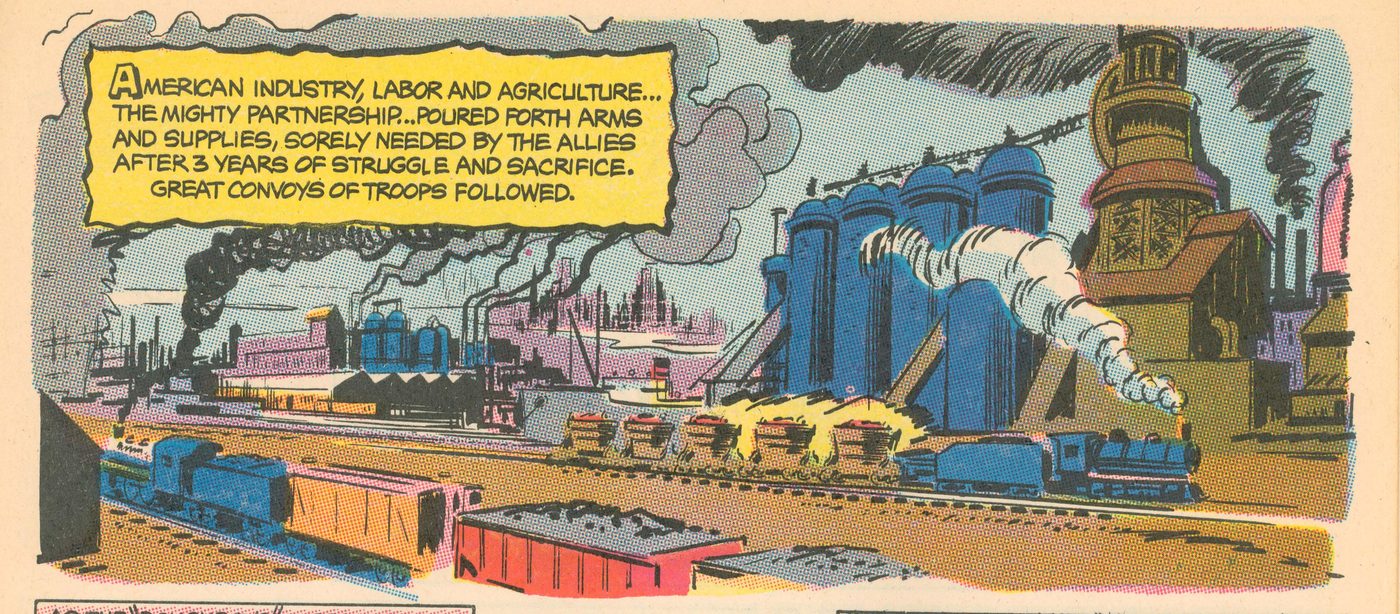 AMERICAN INDUSTRY, LABOR AND AGRICULTURE...
THE MIGHTY PARTNERSHIP...POURED FORTH ARMS
AND SUPPLIES, SORELY NEEDED BY THE ALLIES
AFTER 3 YEARS OF STRUGGLE AND SACRIFICE.
GREAT CONVOYS OF TROOPS FOLLOWED.